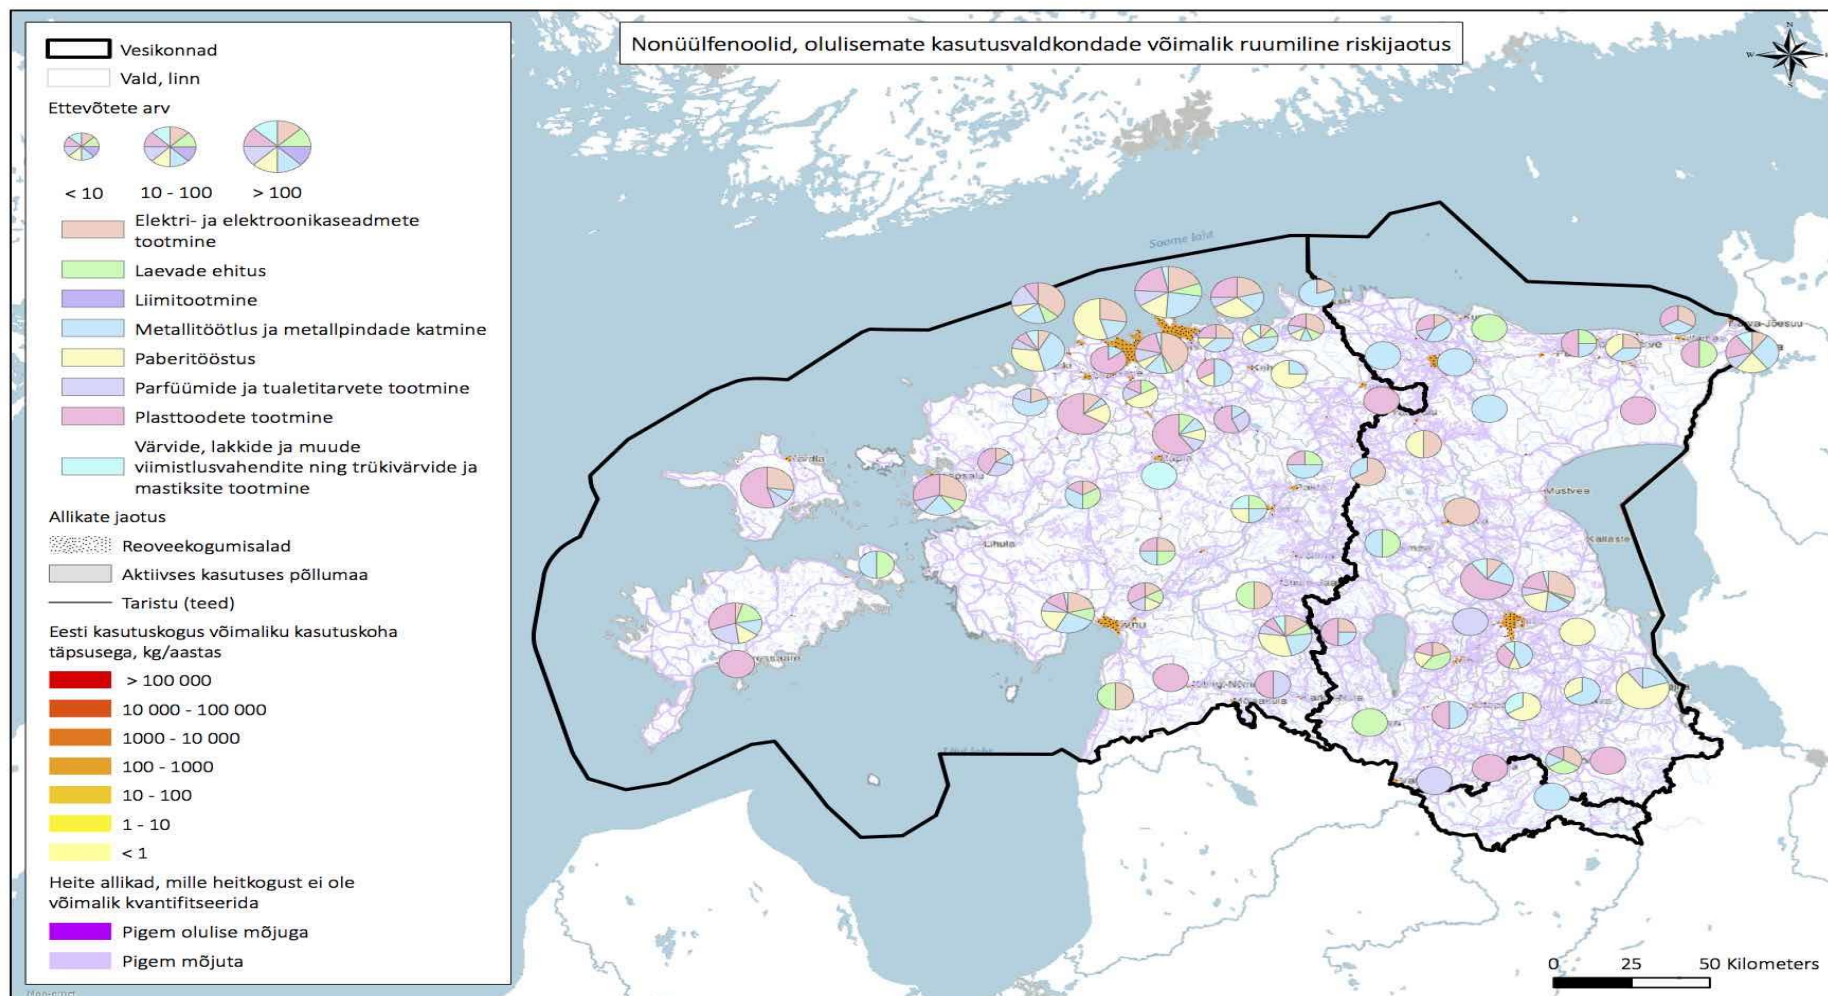 Nonüülfenoolid, olulisemate kasutusvaldkondade võimalik ruumiline riskijaotus
Vesikonnad
Vald, linn
Ettevõtete arv
< 10
10 - 100
> 100
Elektri- ja elektroonikaseadmete
tootmine
Laevade ehitus
Liimitootmine
Metallitöötlus ja metallpindade katmine
Paberitööstus
Parfüümide ja tualetitarvete tootmine
Plasttoodete tootmine
Värvide, lakkide ja muude
viimistlusvahendite ning trükivärvide ja
mastiksite tootmine
Allikate jaotus
Reoveekogumisalad
Aktiivses kasutuses põllumaa
Taristu (teed)
Eesti kasutuskogus võimaliku kasutuskoha
täpsusega, kg/aastas
> 100 000
10 000 - 100 000
1000 - 10 000
100 - 1000
10 - 100
1 - 10
< 1
Heite allikad, mille heitkogust ei ole
võimalik kvantifitseerida
Pigem olulise mõjuga
Pigem mõjuta
N
W
S
Soome laht
Lihula
Mustvee
Kallaste
0
25
50 Kilometers